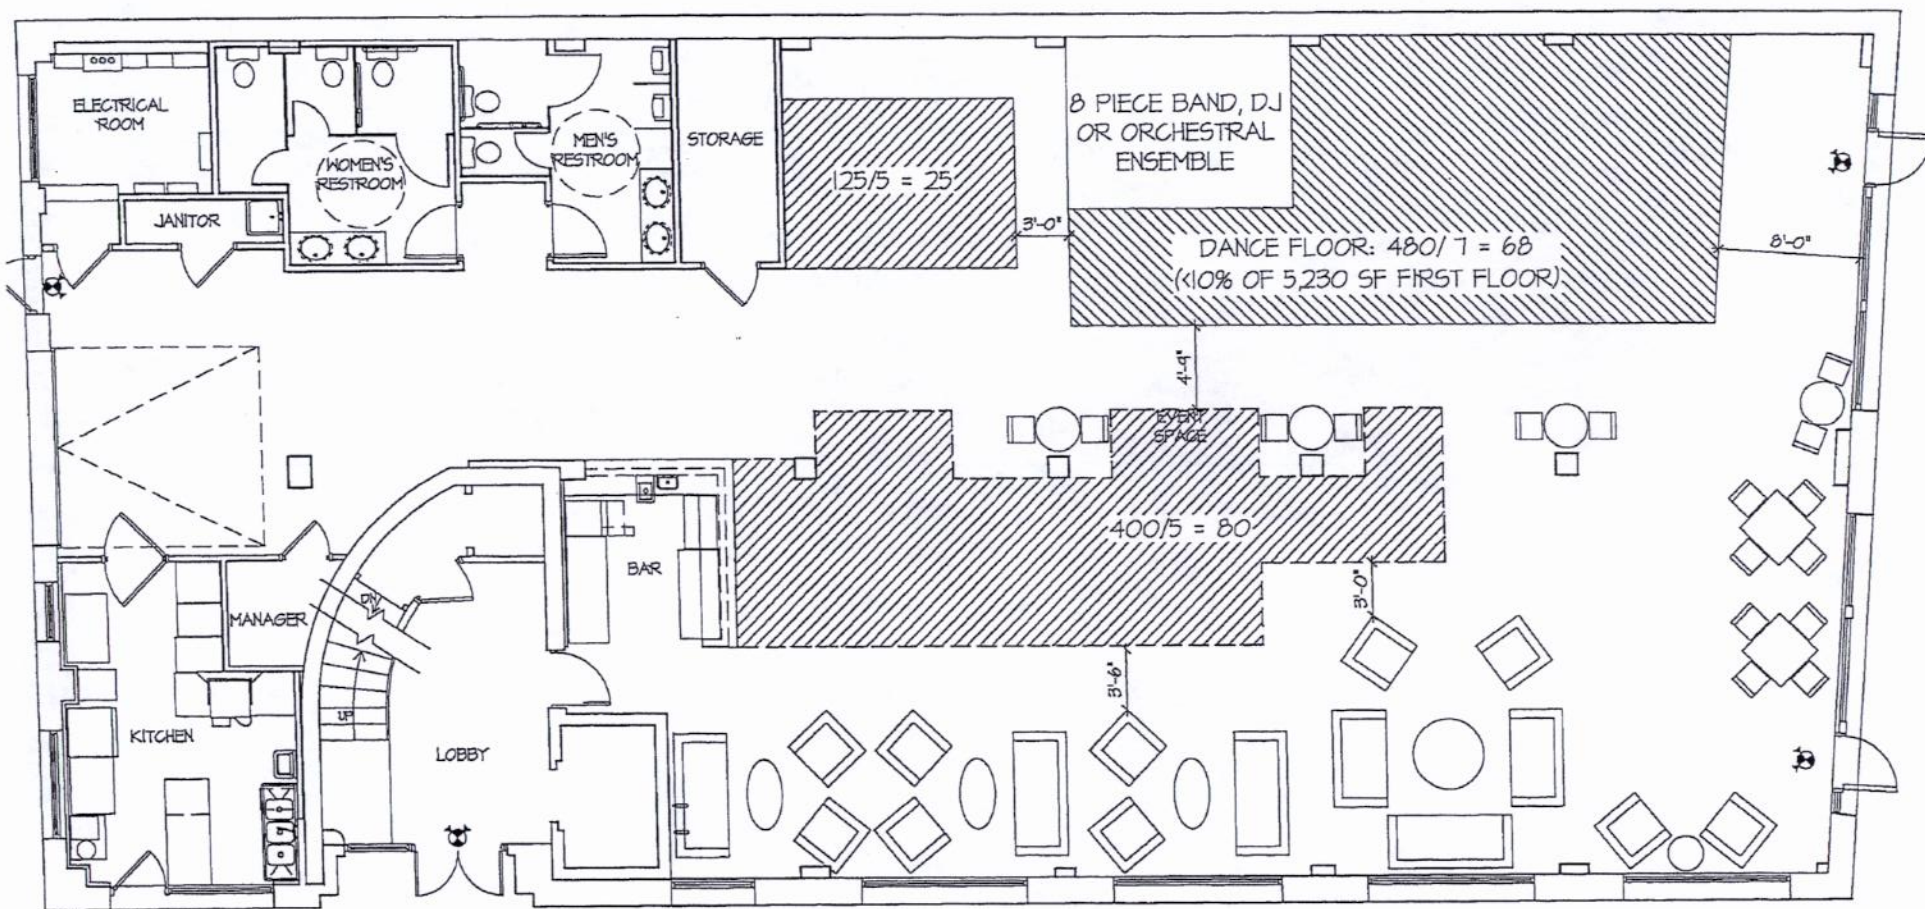 ELECTRICAL
ROOM
WOMEN'S
RESTROOM
MEN'S
RESTROOM
STORAGE
8 PIECE BAND, DJ
OR ORCHESTRAL
ENSEMBLE
125/5 = 25
JANITOR
3'-0"
DANCE FLOOR: 480/7 = 68
(<10% OF 5,230 SF FIRST FLOOR)
8'-0"
4'-9"
EVENT
SPACE
400/5 = 80
BAR
3'-0"
DN
MANAGER
3'-6"
UP
KITCHEN
LOBBY